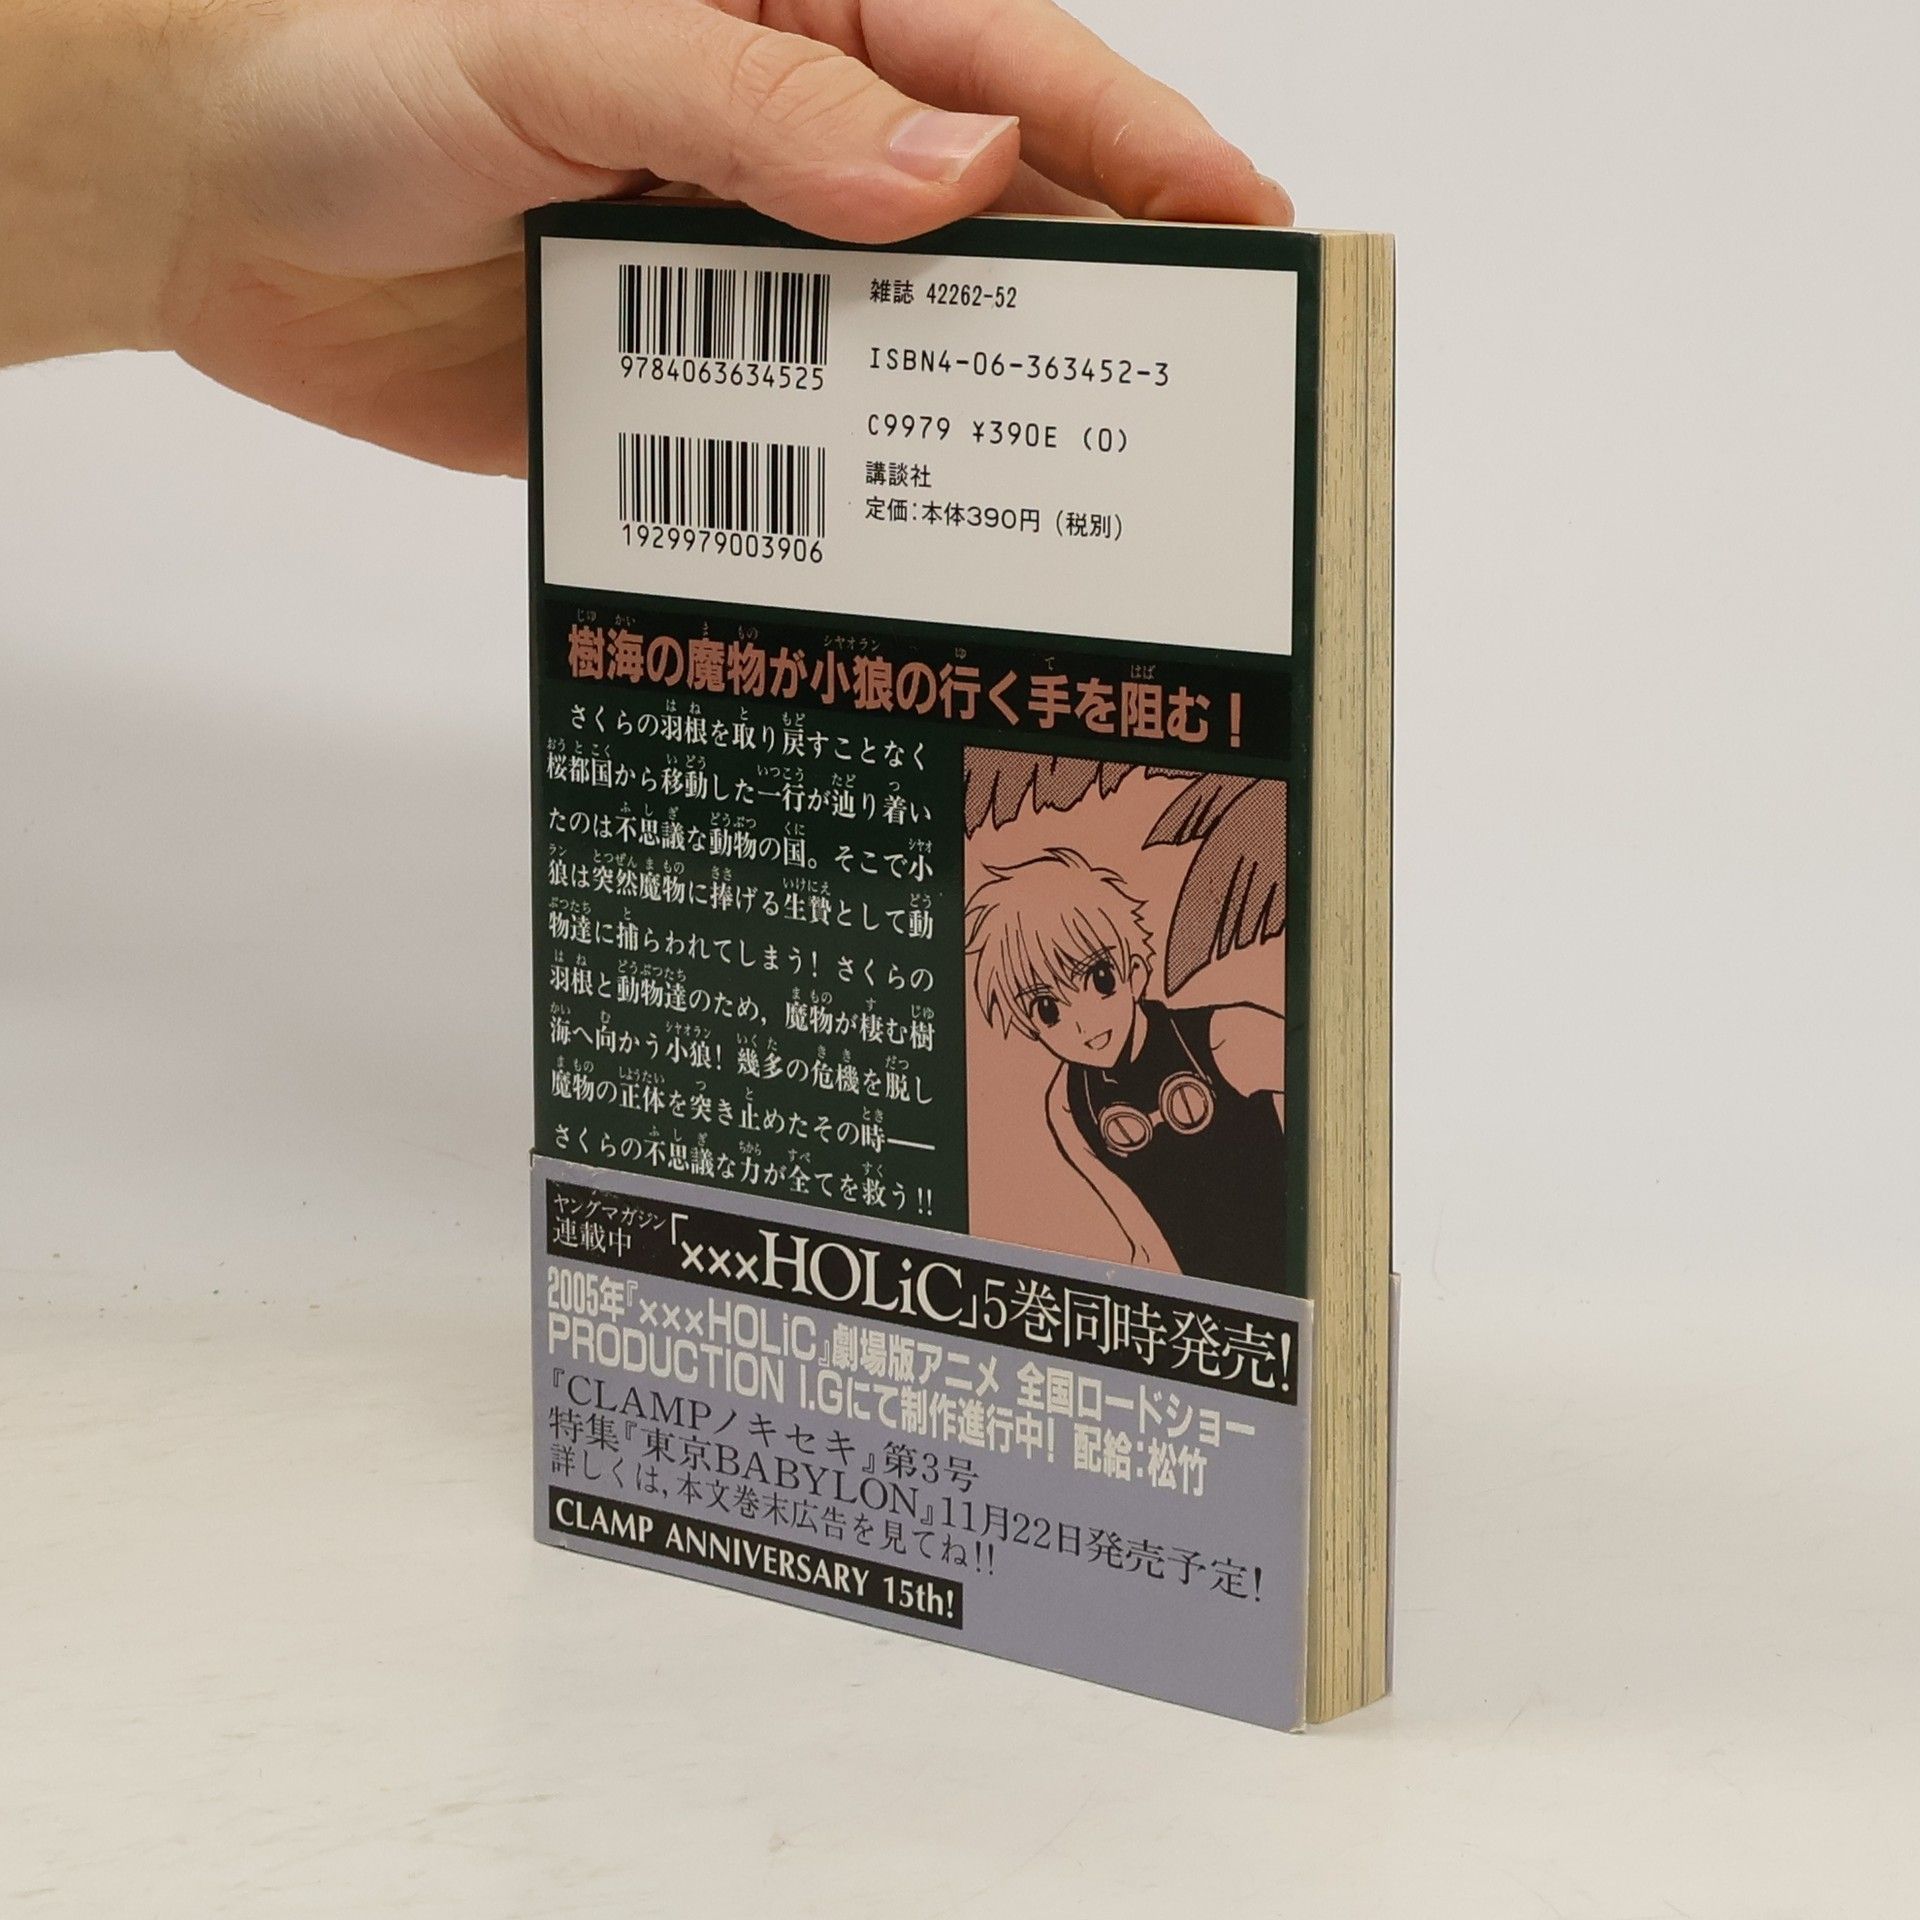 9784063634525
雑誌 42262-52
ISBN4-06-363452-3
C9979 ¥390E (0)
1929979003906
講談社
定価:本体390円(税別)
樹海の魔物が小狼の行く手を阻む!
さくらの羽根を取り戻すことなく
桜都国から移動した一行が辿り着い
たのは不思議な動物の国。そこで小
狼は突然魔物に捧げる生贄として動
物達に捕らわれてしまう! さくらの
羽根と動物達のため, 魔物が棲む樹
海へ向かう小狼! 幾多の危機を脱し
魔物の正体を突き止めたその時——
さくらの不思議な力が全てを救う!!
ヤングマガジン
連載中
「×××HOLiC」5巻同時発売!
2005年『×××HOLiC』劇場版アニメ 全国ロードショー
PRODUCTION I.Gにて制作進行中! 配給:松竹
『CLAMPノキセキ』第3号
特集『東京BABYLON』11月22日発売予定!
詳しくは, 本文巻末広告を見てね!!
CLAMP ANNIVERSARY 15th!